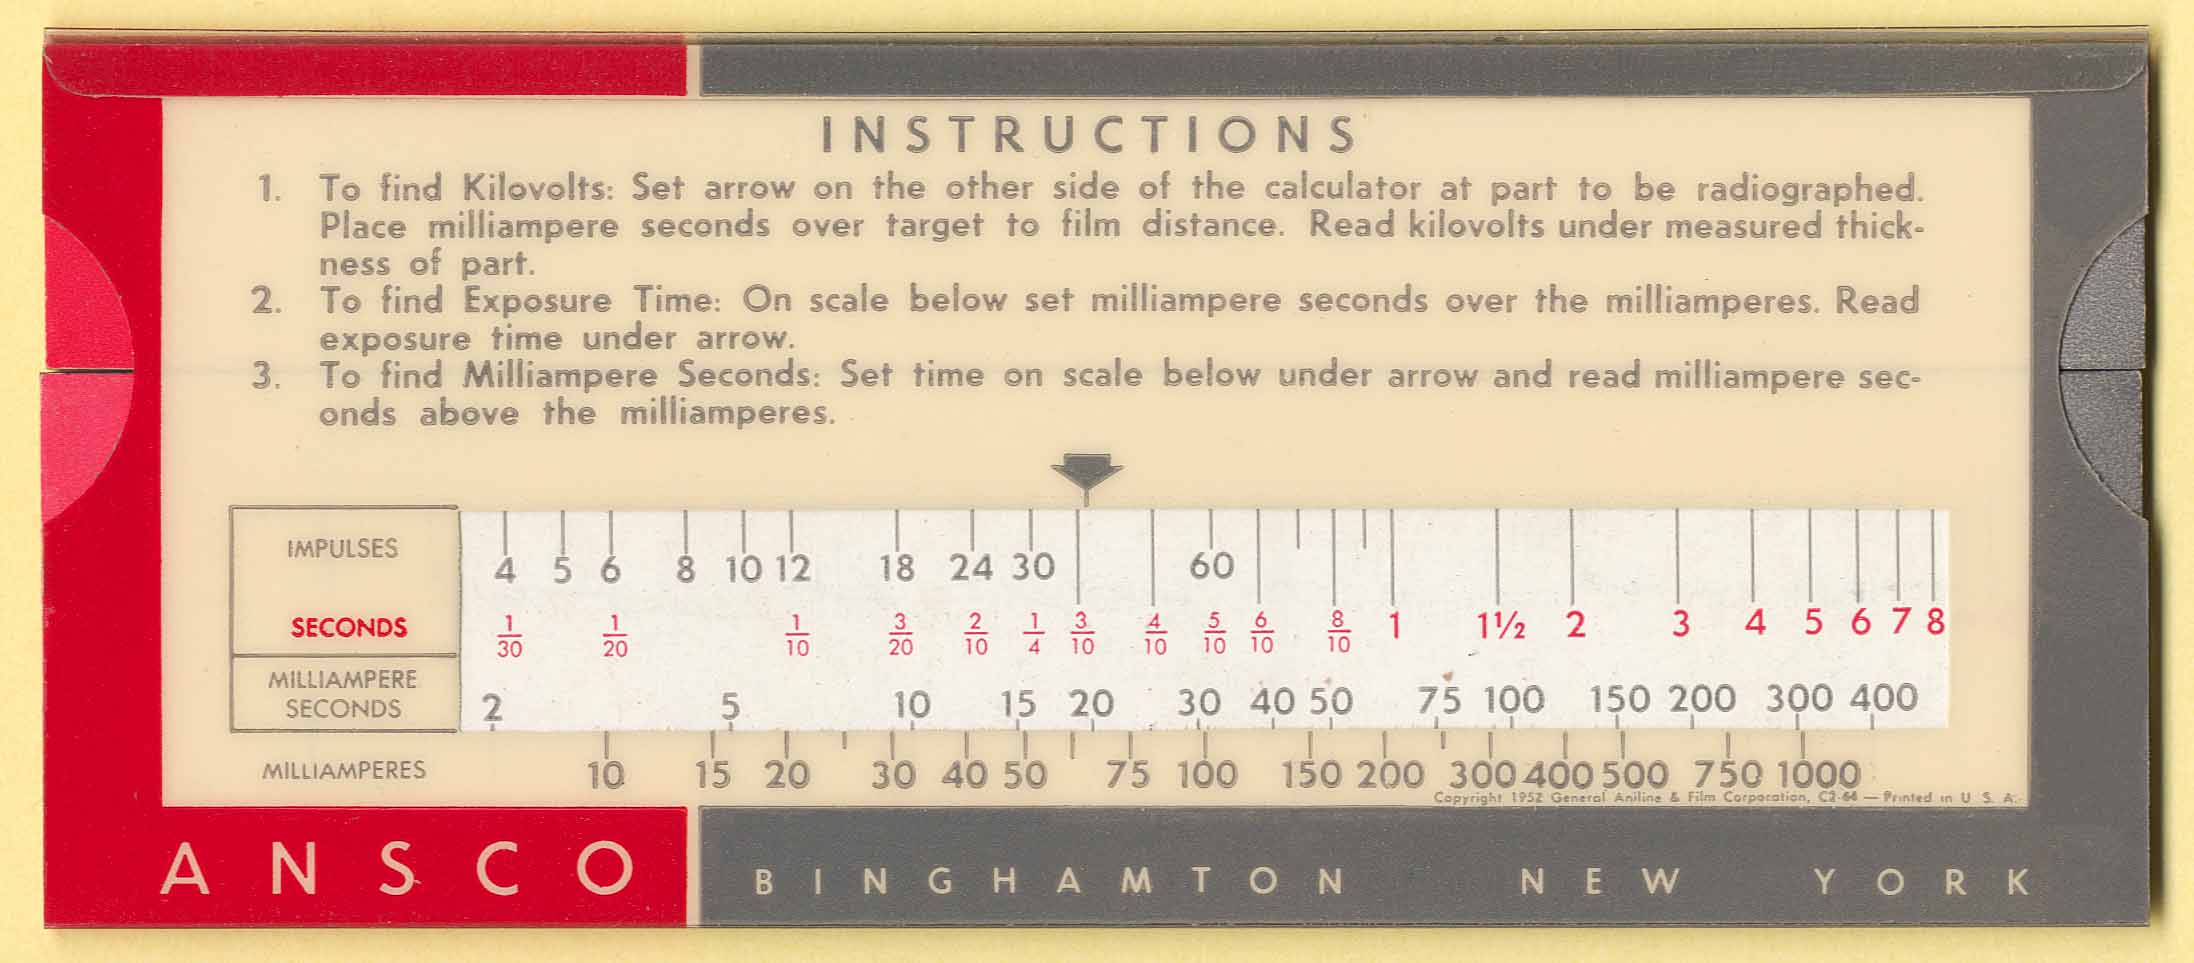 INSTRUCTIONS
1. To find Kilovolts: Set arrow on the other side of the calculator at part to be radiographed.
Place milliampere seconds over target to film distance. Read kilovolts under measured thick-
ness of part.
2. To find Exposure Time: On scale below set milliampere seconds over the milliamperes. Read
exposure time under arrow.
3. To find Milliampere Seconds: Set time on scale below under arrow and read milliampere sec-
onds above the milliamperes.
IMPULSES 4 5 6 8 10 12 18 24 30 60
SECONDS 1/30 1/20 1/10 3/20 2/10 1/4 3/10 4/10 5/10 6/10 8/10 1 1½ 2 3 4 5 6 7 8
MILLIAMPERE
SECONDS 2 5 10 15 20 30 40 50 75 100 150 200 300 400
MILLIAMPERES 10 15 20 30 40 50 75 100 150 200 300 400 500 750 1000
Copyright 1952 General Aniline & Film Corporation, — Printed in U. S. A.
ANSCO BINGHAMTON NEW YORK